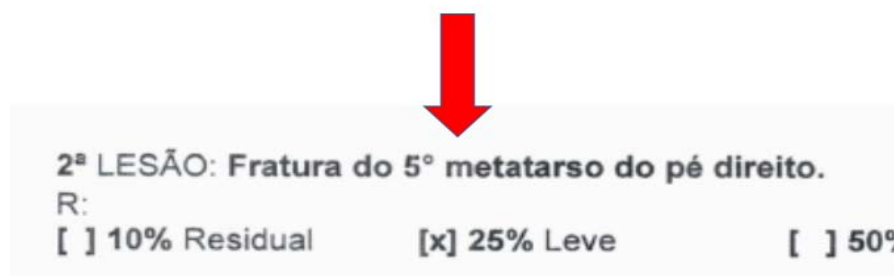 2ª LESÃO: Fratura do 5° metatarso do pé direito.
R:
[ ] 10% Residual [x] 25% Leve [ ] 50%